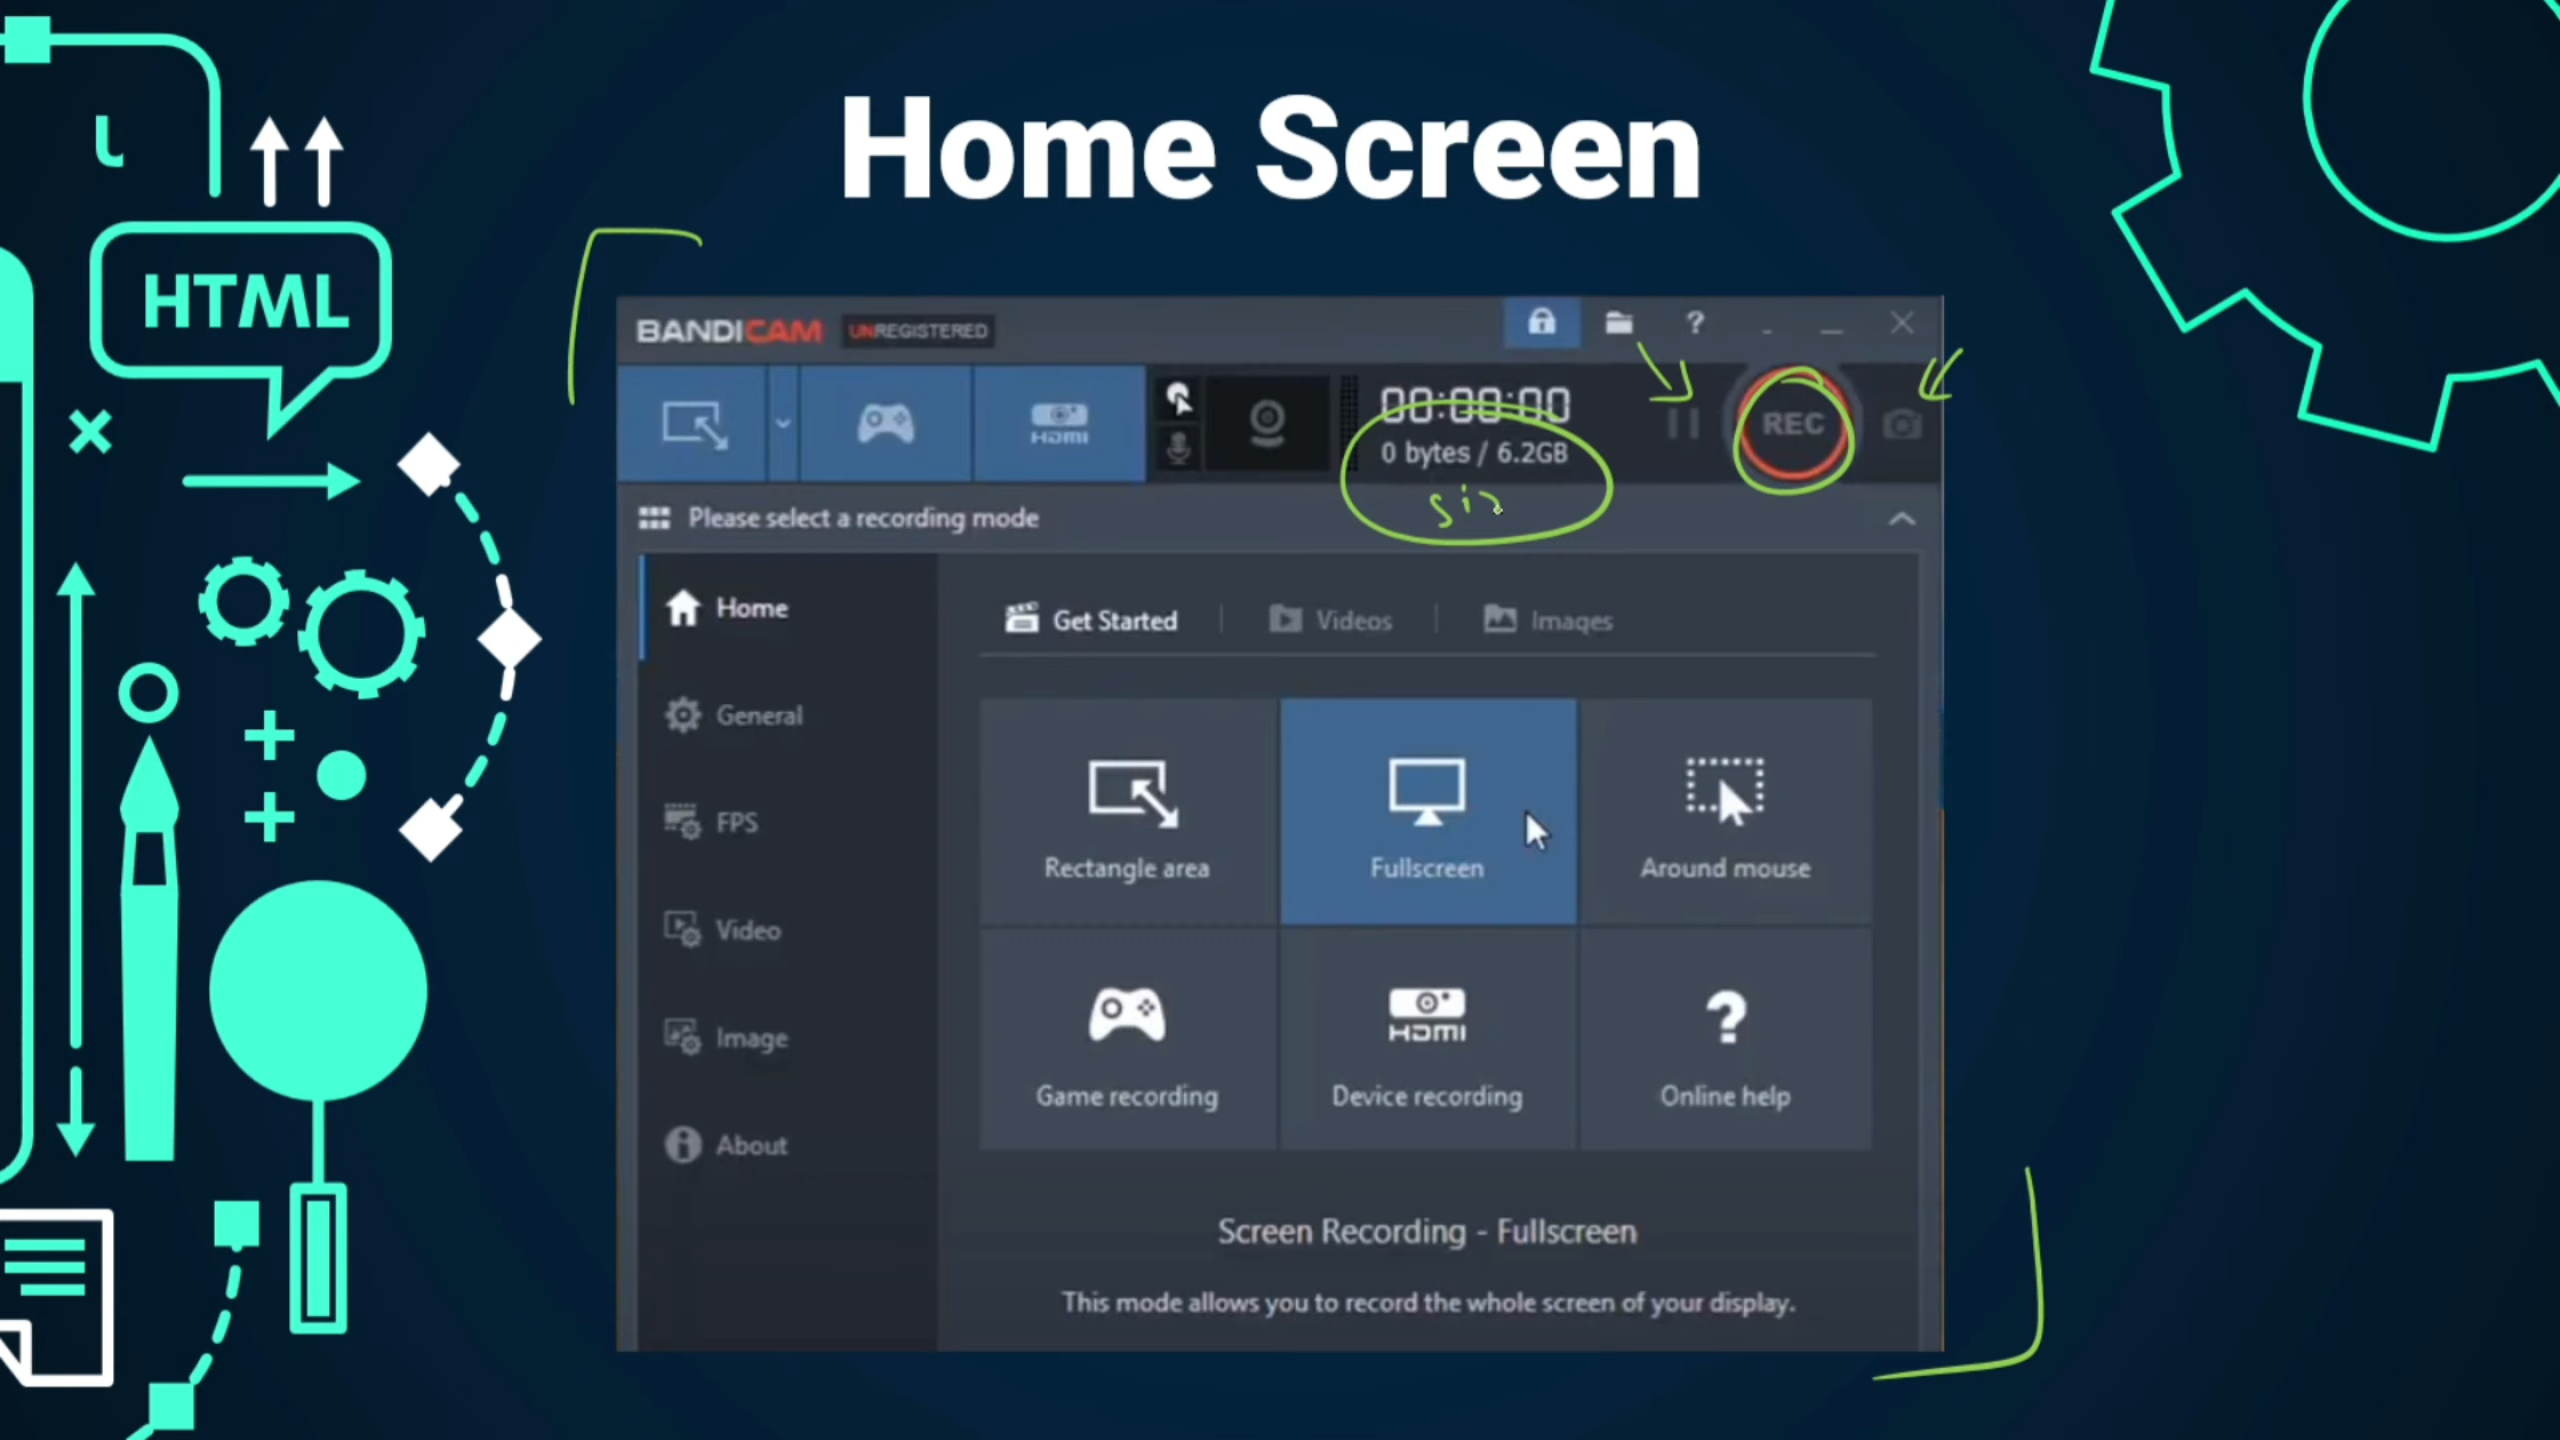 Home Screen
HTML
BANDICAM UNREGISTERED
?
HDMI
00:00:00
0 bytes / 6.2GB
REC
Please select a recording mode
Home
General
FPS
Video
Image
About
Get Started
Videos
Images
Rectangle area
Fullscreen
Around mouse
HDMI
?
Game recording
Device recording
Online help
Screen Recording - Fullscreen
This mode allows you to record the whole screen of your display.